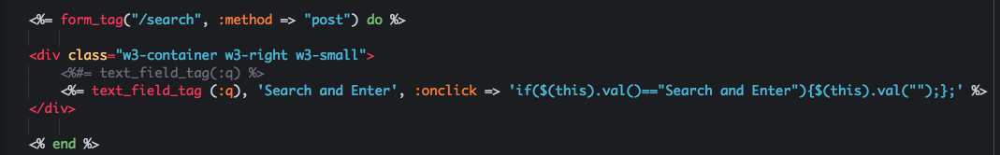 <%= form_tag("/search", :method => "post") do %>
<div class="w3-container w3-right w3-small">
<%#= text_field_tag(:q) %>
<%= text_field_tag (:q), 'Search and Enter', :onclick => 'if($(this).val()=="Search and Enter"){$(this).val("");};' %>
</div>
<% end %>